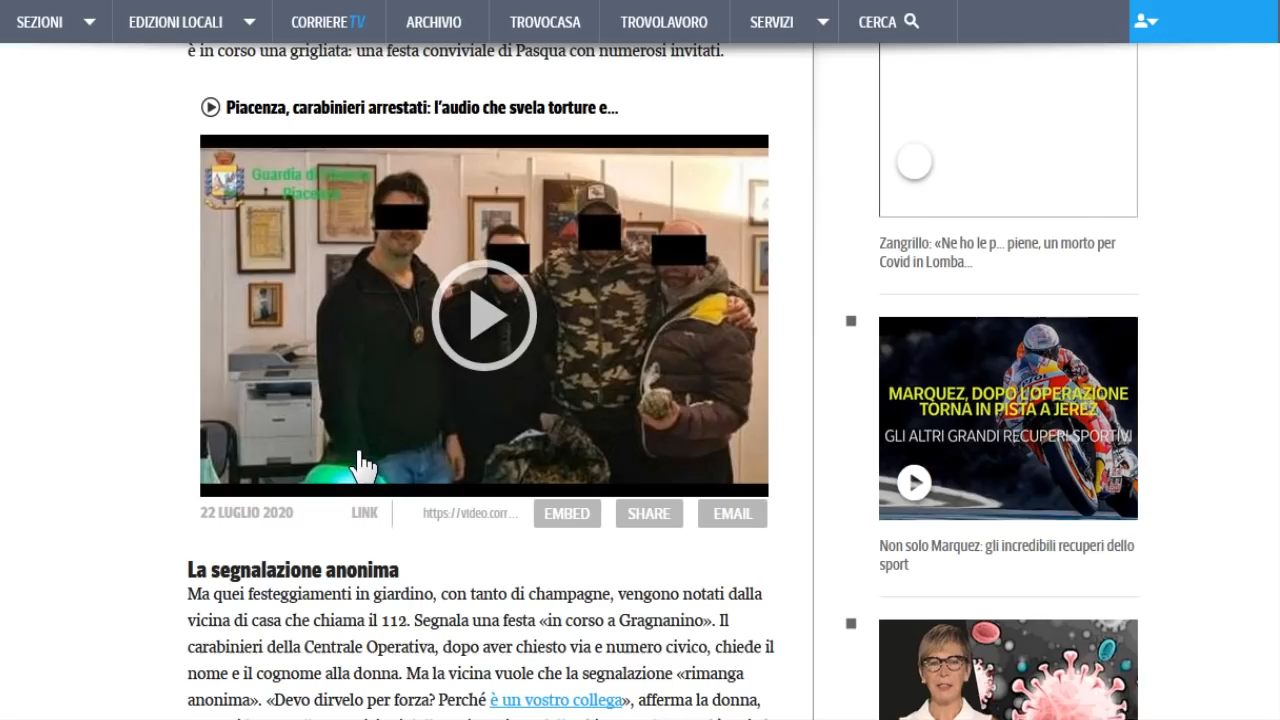 SEZIONI
EDIZIONI LOCALI
CORRIERE TV
ARCHIVIO
TROVOCASA
TROVOLAVORO
SERVIZI
CERCA
è in corso una grigliata: una festa conviviale di Pasqua con numerosi invitati.
Piacenza, carabinieri arrestati: l'audio che svela torture e...
Guardia di Finanza
Piacenza
22 LUGLIO 2020
LINK
https://video.corr...
EMBED
SHARE
EMAIL
La segnalazione anonima
Ma quei festeggiamenti in giardino, con tanto di champagne, vengono notati dalla
vicina di casa che chiama il 112. Segnala una festa «in corso a Gragnanino». Il
carabinieri della Centrale Operativa, dopo aver chiesto via e numero civico, chiede il
nome e il cognome alla donna. Ma la vicina vuole che la segnalazione «rimanga
anonima». «Devo dirvelo per forza? Perché è un vostro collega», afferma la donna,
Zangrillo: «Ne ho le p... piene, un morto per
Covid in Lomba...
MARQUEZ, DOPO L'OPERAZIONE
TORNA IN PISTA A JEREZ
GLI ALTRI GRANDI RECUPERI SPORTIVI
Non solo Marquez: gli incredibili recuperi dello
sport